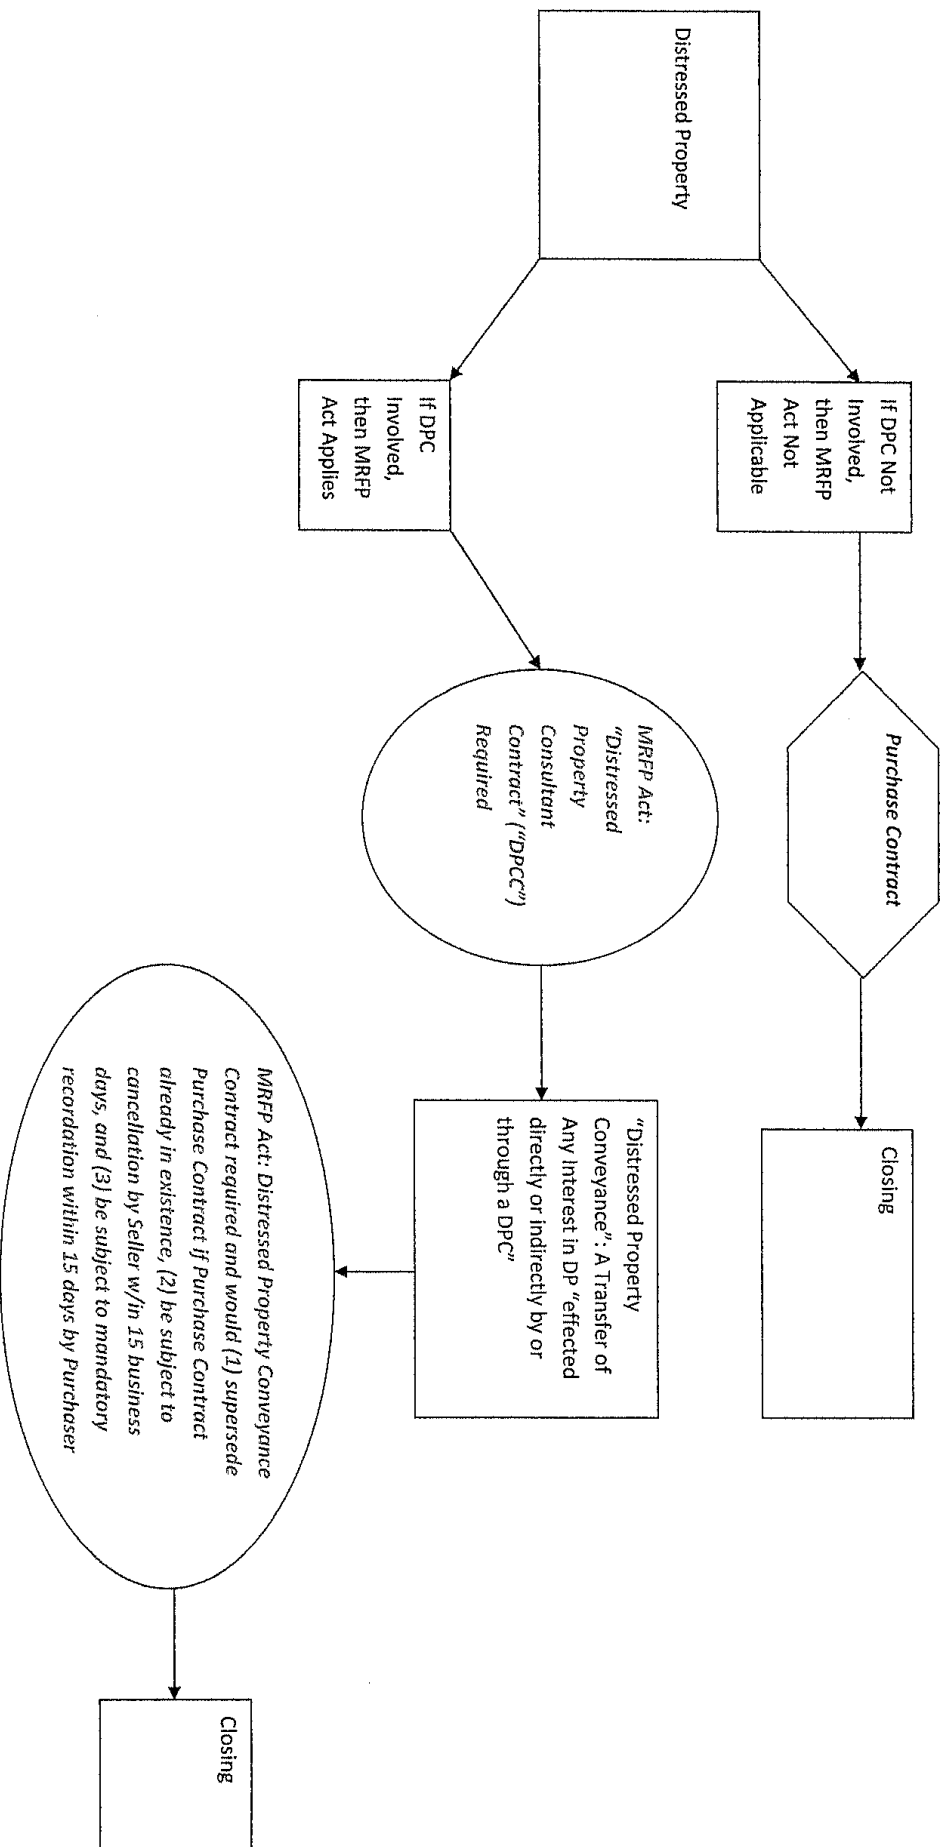 Distressed Property
If DPC Not
Involved,
then MRFP
Act Not
Applicable
Purchase Contract
Closing
If DPC
Involved,
then MRFP
Act Applies
MRFP Act:
"Distressed
Property
Consultant
Contract" ("DPCC")
Required
"Distressed Property
Conveyance": A Transfer of
Any Interest in DP "effected
directly or indirectly by or
through a DPC"
MRFP Act: Distressed Property Conveyance
Contract required and would (1) supersede
Purchase Contract if Purchase Contract
already in existence, (2) be subject to
cancellation by Seller w/in 15 business
days, and (3) be subject to mandatory
recordation within 15 days by Purchaser
Closing